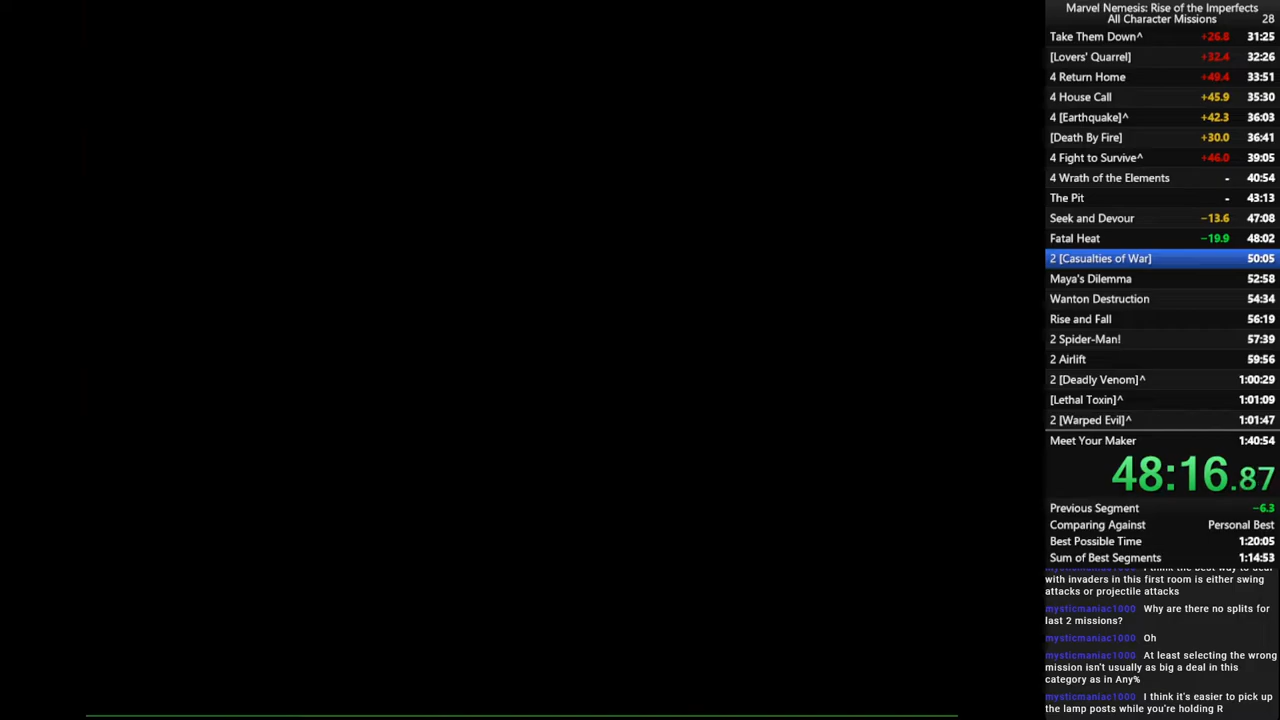 Marvel Nemesis: Rise of the Imperfects
All Character Missions 28
Take Them Down^ +26.8 31:25
[Lovers' Quarrel] +32.4 32:26
4 Return Home +49.4 33:51
4 House Call +45.9 35:30
4 [Earthquake]^ +42.3 36:03
[Death By Fire] +30.0 36:41
4 Fight to Survive^ +46.0 39:05
4 Wrath of the Elements - 40:54
The Pit - 43:13
Seek and Devour −13.6 47:08
Fatal Heat −19.9 48:02
2 [Casualties of War] 50:05
Maya's Dilemma 52:58
Wanton Destruction 54:34
Rise and Fall 56:19
2 Spider-Man! 57:39
2 Airlift 59:56
2 [Deadly Venom]^ 1:00:29
[Lethal Toxin]^ 1:01:09
2 [Warped Evil]^ 1:01:47
Meet Your Maker 1:40:54
48:16.87
Previous Segment −6.3
Comparing Against Personal Best
Best Possible Time 1:20:05
Sum of Best Segments 1:14:53
mysticmaniac1000 I think the best way to deal
with invaders in this first room is either swing
attacks or projectile attacks
mysticmaniac1000 Why are there no splits for
last 2 missions?
mysticmaniac1000 Oh
mysticmaniac1000 At least selecting the wrong
mission isn't usually as big a deal in this
category as in Any%
mysticmaniac1000 I think it's easier to pick up
the lamp posts while you're holding R